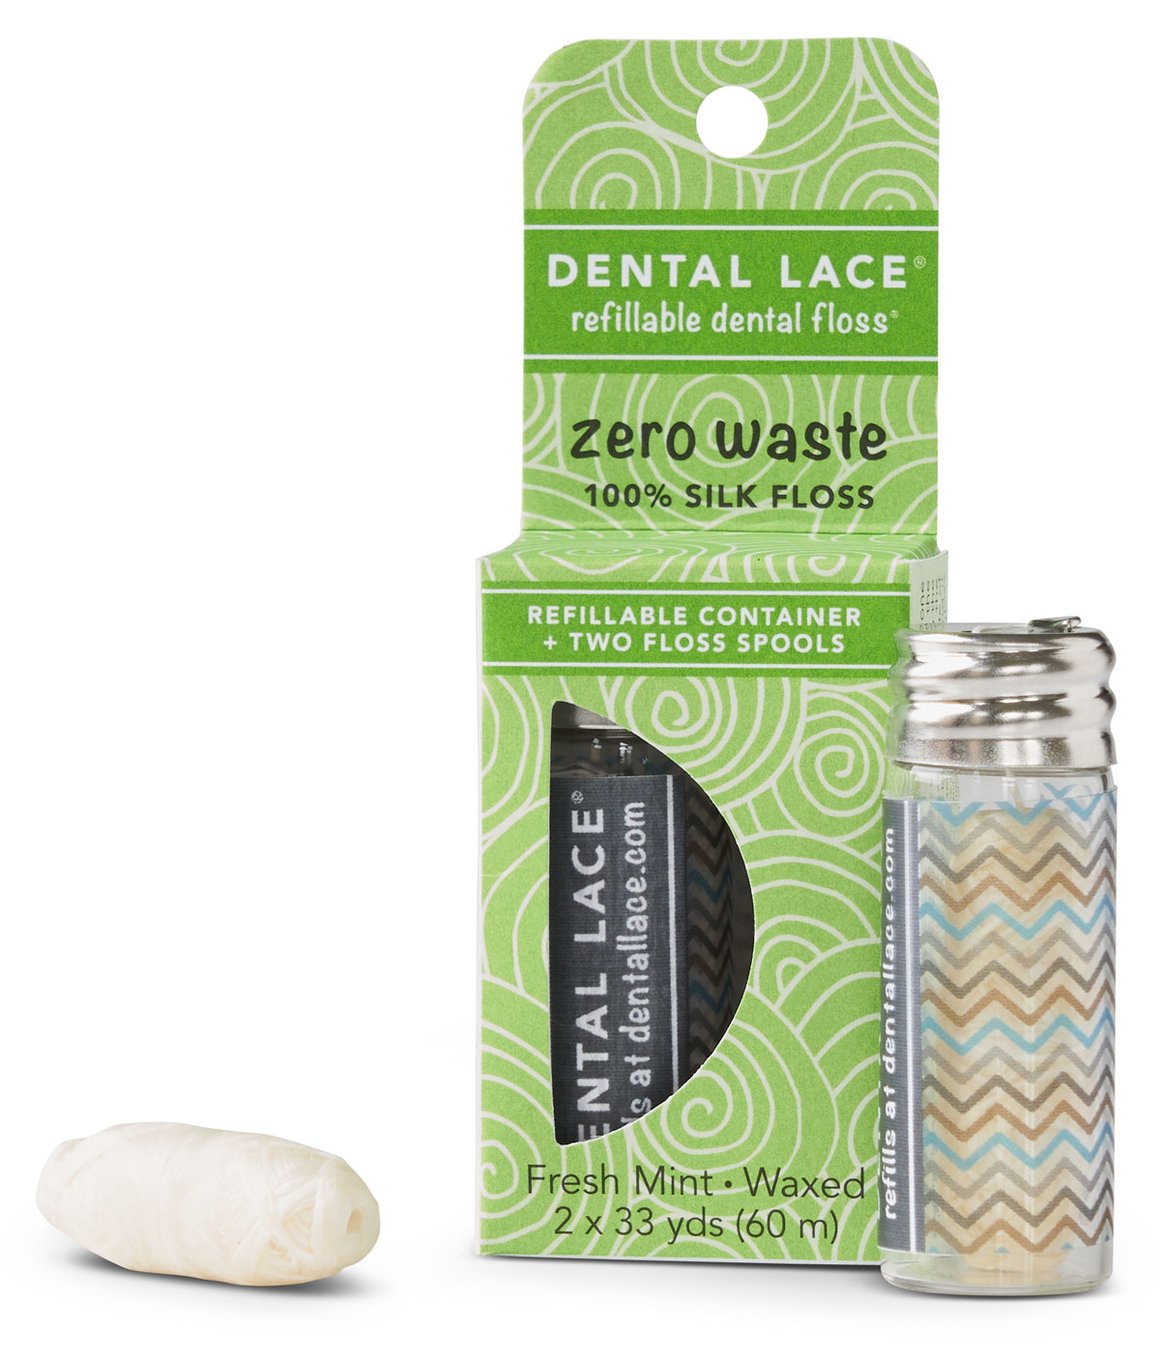 DENTAL LACE®
refillable dental floss®
zero waste
100% SILK FLOSS
REFILLABLE CONTAINER
+ TWO FLOSS SPOOLS
ENTAL LACE®
ls at dentallace.com
Fresh Mint • Waxed
2 x 33 yds (60 m)
refills at dentallace.com